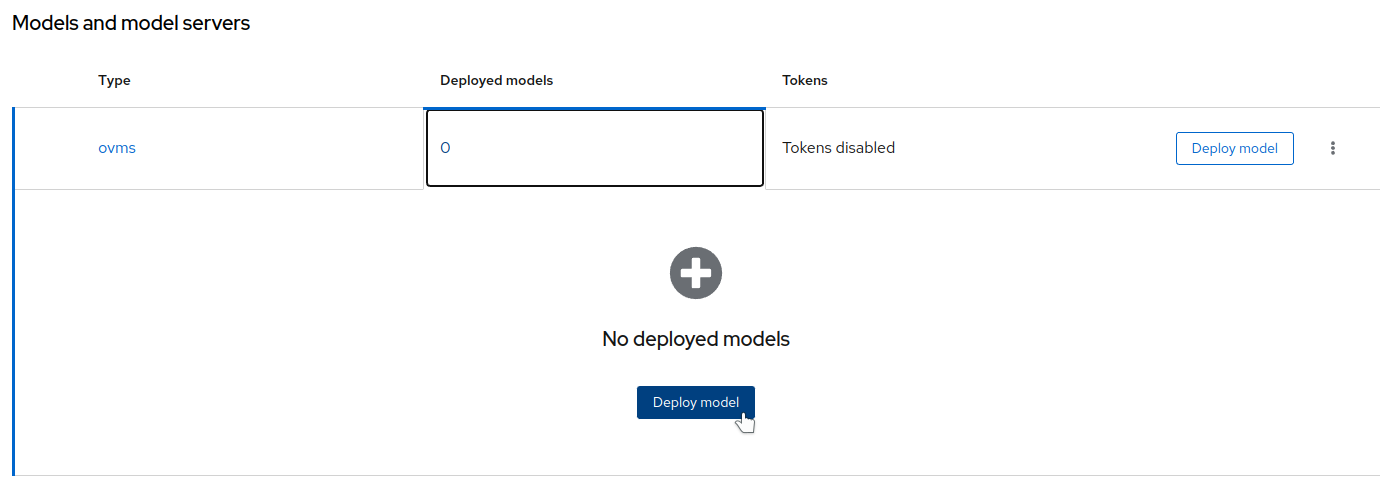 Models and model servers
Type Deployed models Tokens
ovms 0 Tokens disabled Deploy model
No deployed models
Deploy model